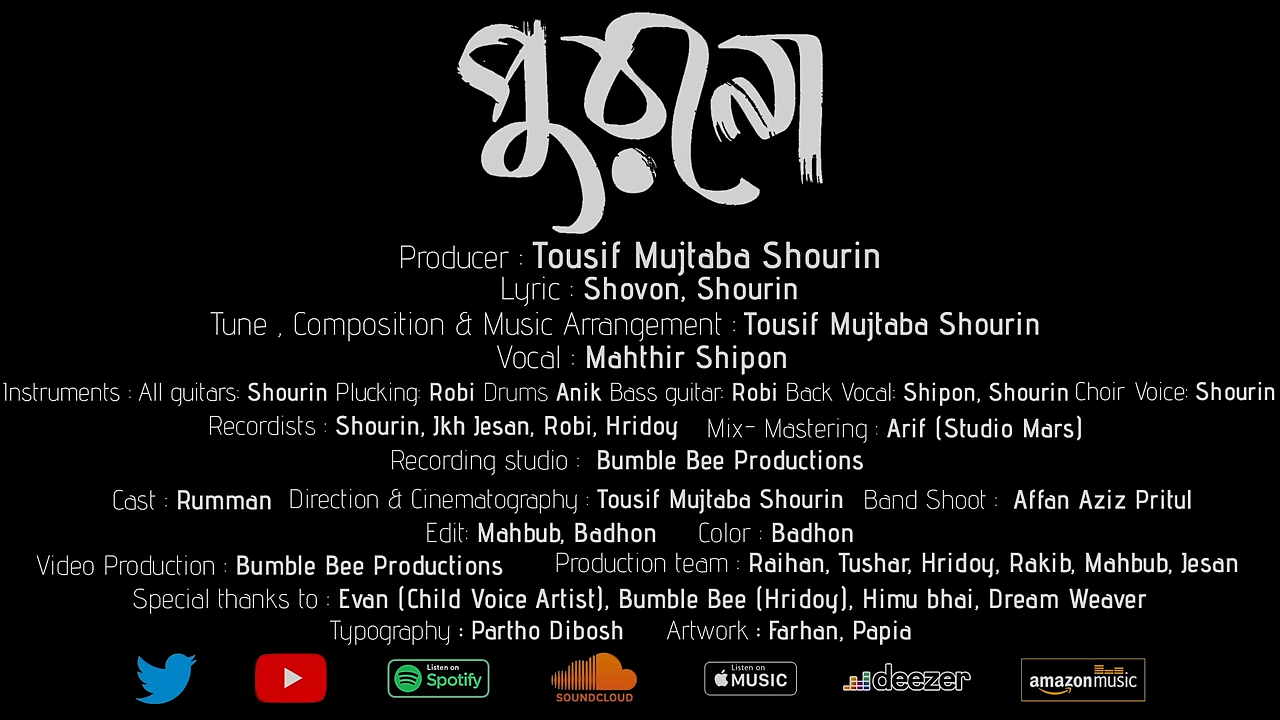 পুরনো
Producer : Tousif Mujtaba Shourin
Lyric : Shovon, Shourin
Tune , Composition & Music Arrangement : Tousif Mujtaba Shourin
Vocal : Mahthir Shipon
Instruments : All guitars: Shourin Plucking: Robi Drums Anik Bass guitar: Robi Back Vocal: Shipon, Shourin Choir Voice: Shourin
Recordists : Shourin, Jkh Jesan, Robi, Hridoy Mix- Mastering : Arif (Studio Mars)
Recording studio : Bumble Bee Productions
Cast : Rumman Direction & Cinematography : Tousif Mujtaba Shourin Band Shoot : Affan Aziz Pritul
Edit: Mahbub, Badhon Color : Badhon
Video Production : Bumble Bee Productions Production team : Raihan, Tushar, Hridoy, Rakib, Mahbub, Jesan
Special thanks to : Evan (Child Voice Artist), Bumble Bee (Hridoy), Himu bhai, Dream Weaver
Typography : Partho Dibosh Artwork : Farhan, Papia
Listen on Spotify SOUNDCLOUD Listen on MUSIC deezer amazon music